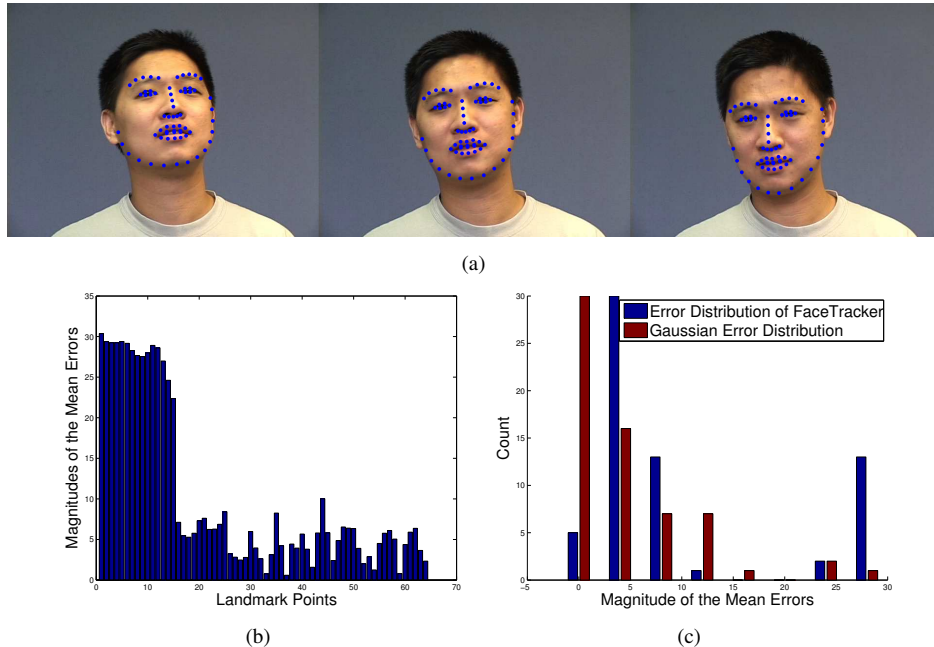 (a)
Magnitudes of the Mean Errors
35
30
25
20
15
10
5
0
0 10 20 30 40 50 60 70
Landmark Points
(b)
Count
30
25
20
15
10
5
0
-5 0 5 10 15 20 25 30
Magnitude of the Mean Errors
Error Distribution of FaceTracker
Gaussian Error Distribution
(c)